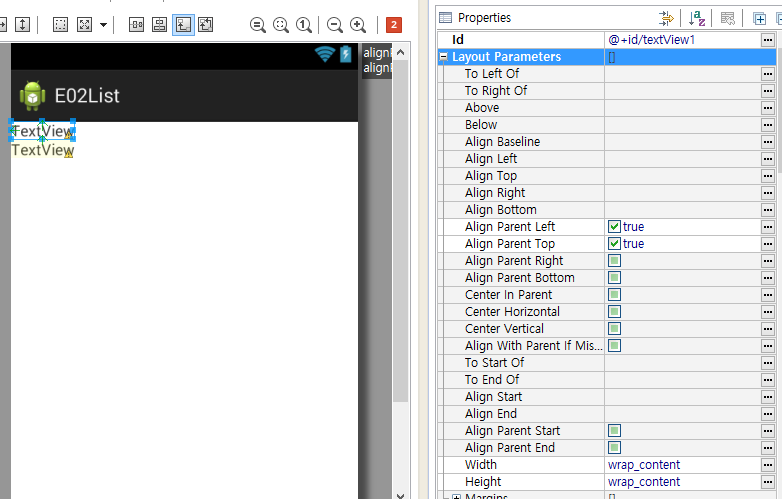 1
2
alignl
alignl
E02List
TextView
TextView
Properties
Id @+id/textView1
Layout Parameters []
To Left Of
To Right Of
Above
Below
Align Baseline
Align Left
Align Top
Align Right
Align Bottom
Align Parent Left true
Align Parent Top true
Align Parent Right
Align Parent Bottom
Center In Parent
Center Horizontal
Center Vertical
Align With Parent If Mis...
To Start Of
To End Of
Align Start
Align End
Align Parent Start
Align Parent End
Width wrap_content
Height wrap_content
Margins []